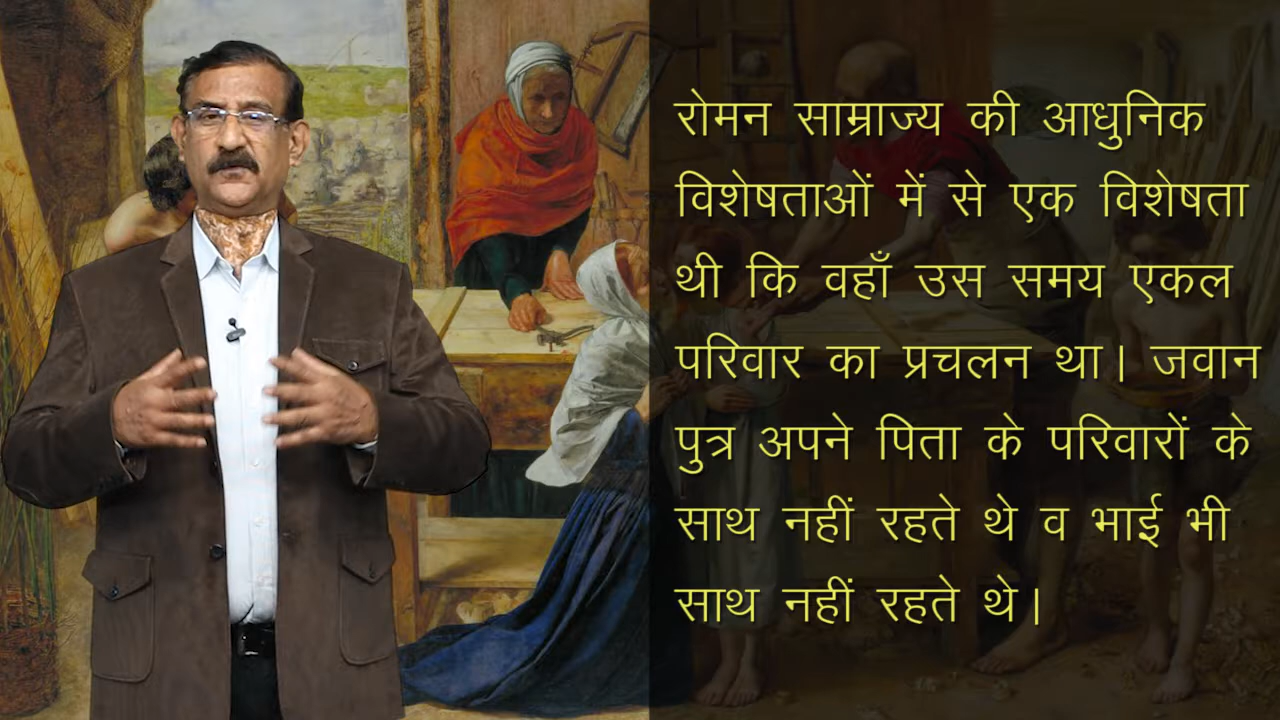 रोमन साम्राज्य की आधुनिक
विशेषताओं में से एक विशेषता
थी कि वहाँ उस समय एकल
परिवार का प्रचलन था। जवान
पुत्र अपने पिता के परिवारों के
साथ नहीं रहते थे व भाई भी
साथ नहीं रहते थे।